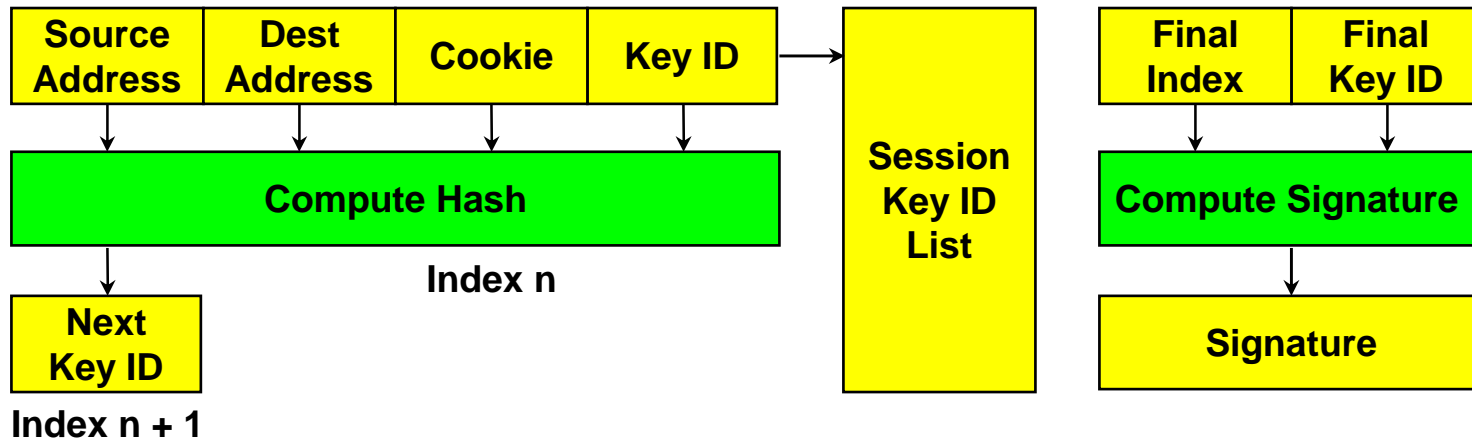 Source
Address
Dest
Address
Cookie
Key ID
Compute Hash
Index n
Next
Key ID
Index n + 1
Session
Key ID
List
Final
Index
Final
Key ID
Compute Signature
Signature